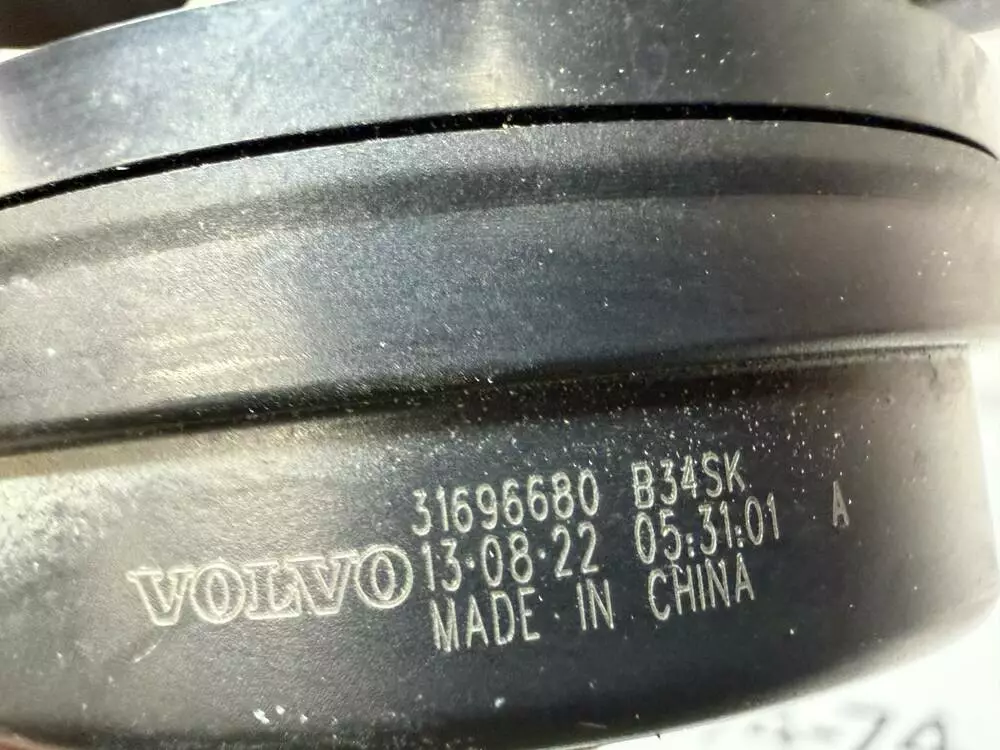 31696680 B34SK
VOLVO 13·08·22 05:31:01 A
MADE IN CHINA